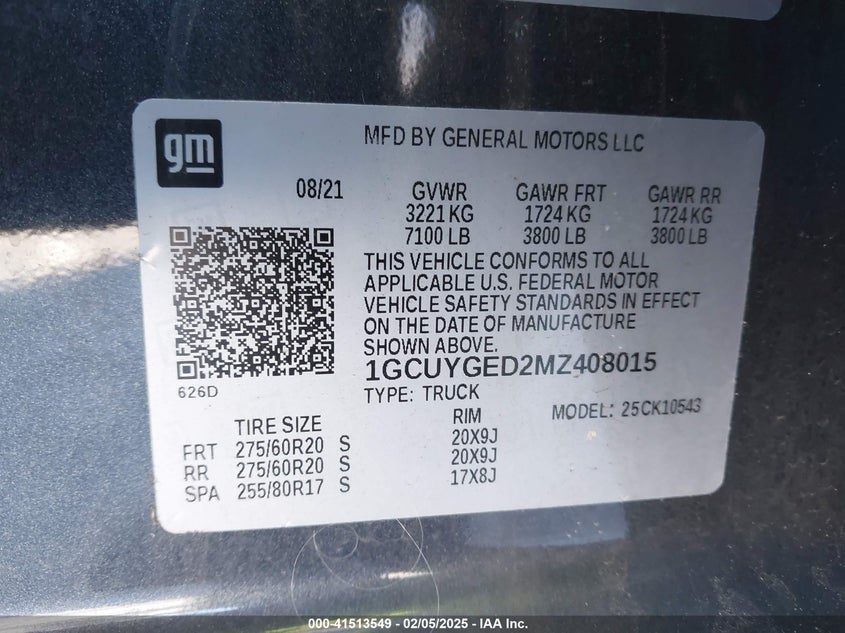 gm
MFD BY GENERAL MOTORS LLC
08/21 GVWR GAWR FRT GAWR RR
3221 KG 1724 KG 1724 KG
7100 LB 3800 LB 3800 LB
THIS VEHICLE CONFORMS TO ALL
APPLICABLE U.S. FEDERAL MOTOR
VEHICLE SAFETY STANDARDS IN EFFECT
ON THE DATE OF MANUFACTURE
SHOWN ABOVE.
1GCUYGED2MZ408015
626D
TYPE: TRUCK
MODEL: 25CK10543
TIRE SIZE RIM
FRT 275/60R20 S 20X9J
RR 275/60R20 S 20X9J
SPA 255/80R17 S 17X8J
000-41513549 - 02/05/2025 - IAA Inc.